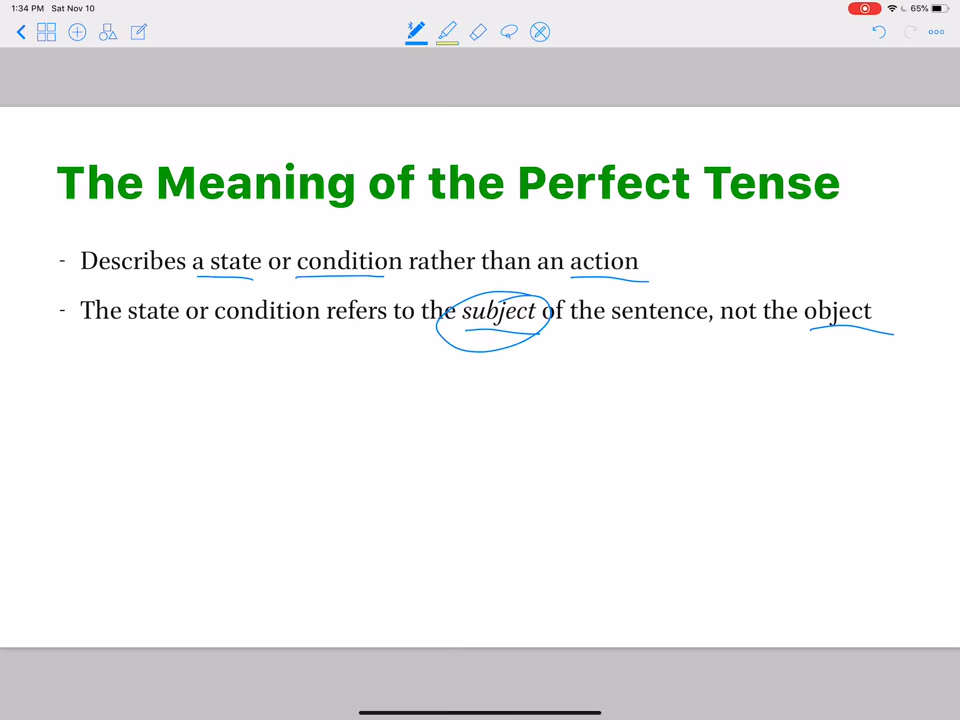 1:34 PM Sat Nov 10 65%
The Meaning of the Perfect Tense
- Describes a state or condition rather than an action
- The state or condition refers to the subject of the sentence, not the object